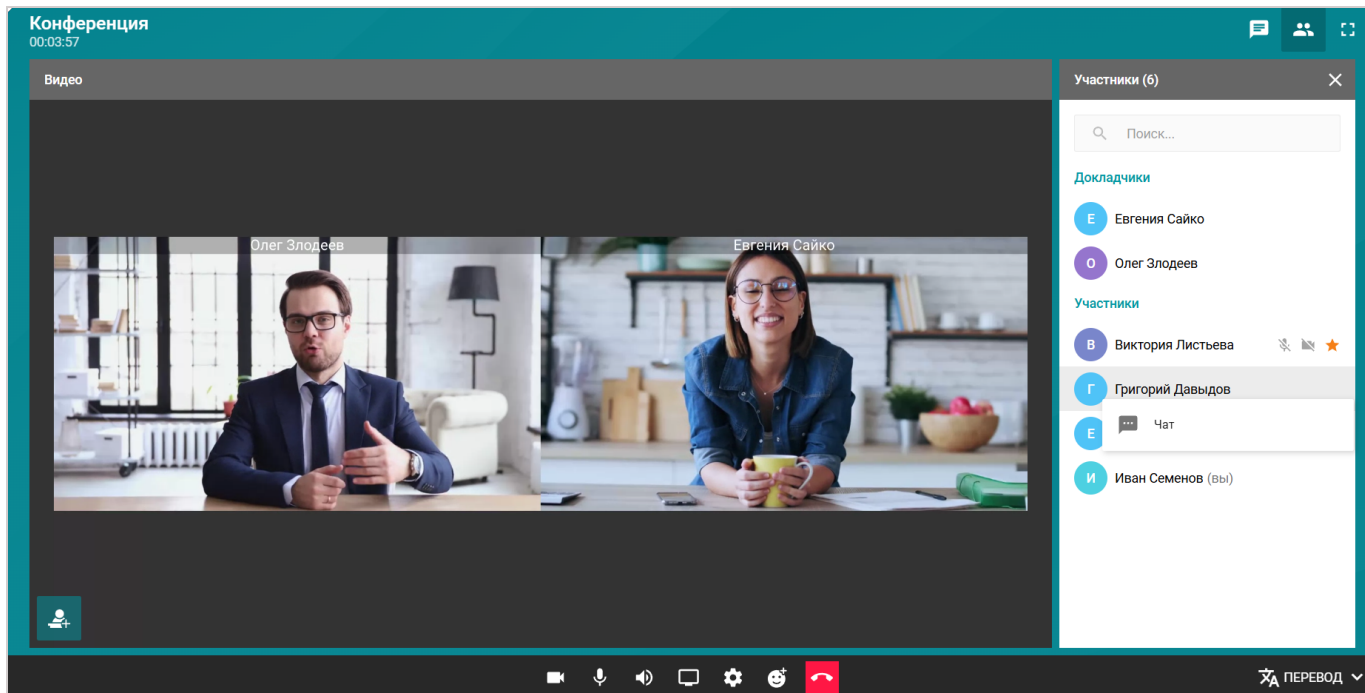 Конференция
00:03:57
Видео
Олег Злодеев
Евгения Сайко
Участники (6)
Поиск...
Докладчики
Е Евгения Сайко
О Олег Злодеев
Участники
В Виктория Листьева
Г Григорий Давыдов
Чат
Е
И Иван Семенов (вы)
ПЕРЕВОД